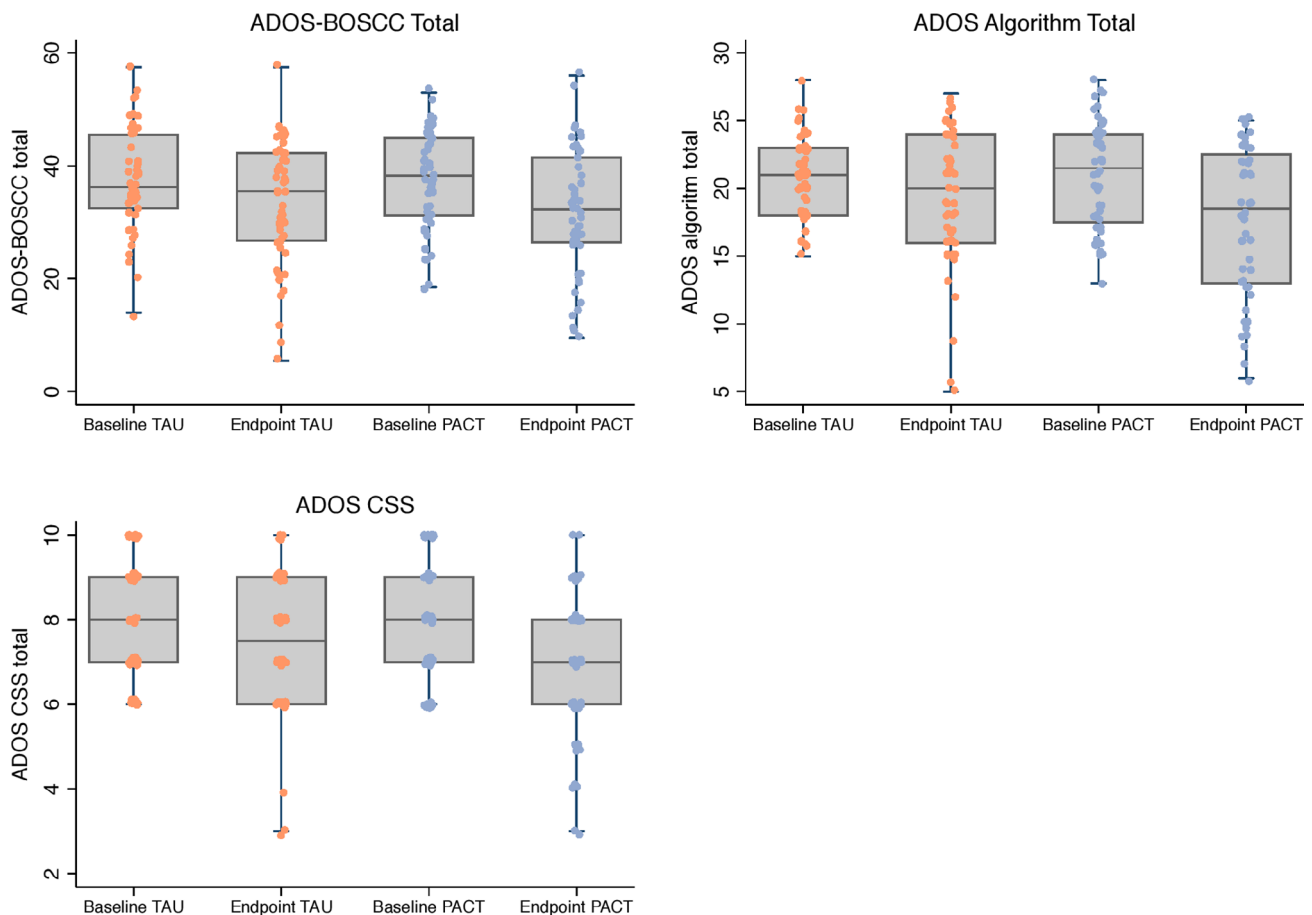 ADOS-BOSCC Total
ADOS-BOSCC total
60
40
20
0
Baseline TAU
Endpoint TAU
Baseline PACT
Endpoint PACT
ADOS Algorithm Total
ADOS algoritm total
30
25
20
15
10
5
Baseline TAU
Endpoint TAU
Baseline PACT
Endpoint PACT
ADOS CSS
ADOS CSS total
10
8
6
4
2
Baseline TAU
Endpoint TAU
Baseline PACT
Endpoint PACT